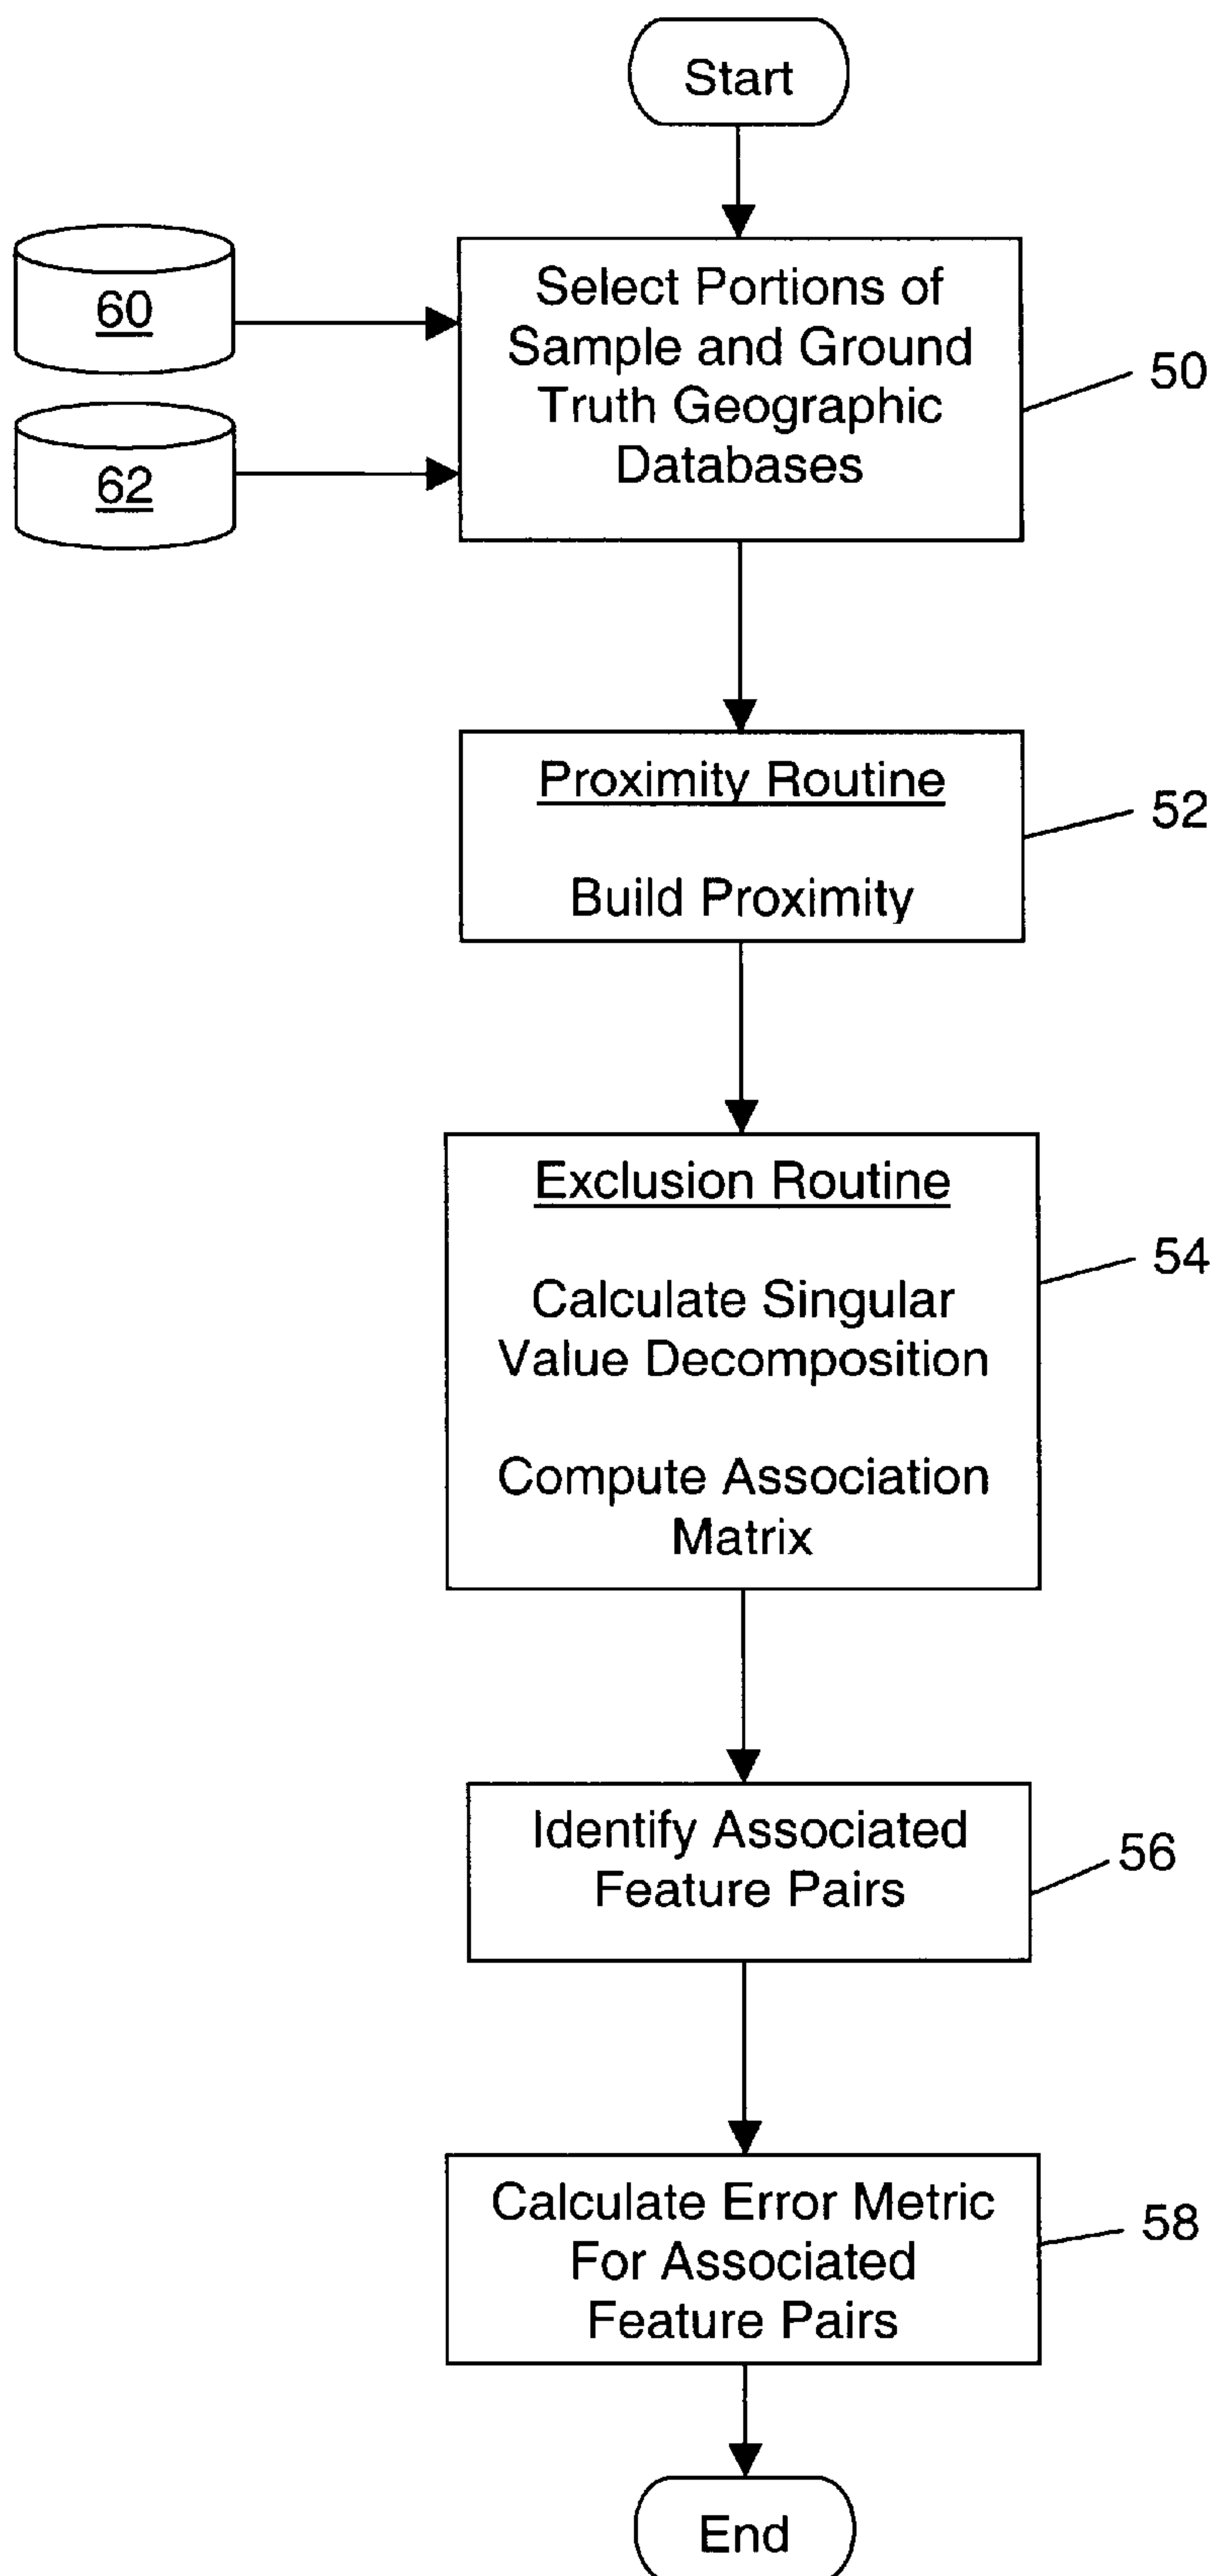 Start
60
62
Select Portions of
Sample and Ground
Truth Geographic
Databases
50
Proximity Routine
Build Proximity
52
Exclusion Routine
Calculate Singular
Value Decomposition
Compute Association
Matrix
54
Identify Associated
Feature Pairs
56
Calculate Error Metric
For Associated
Feature Pairs
58
End